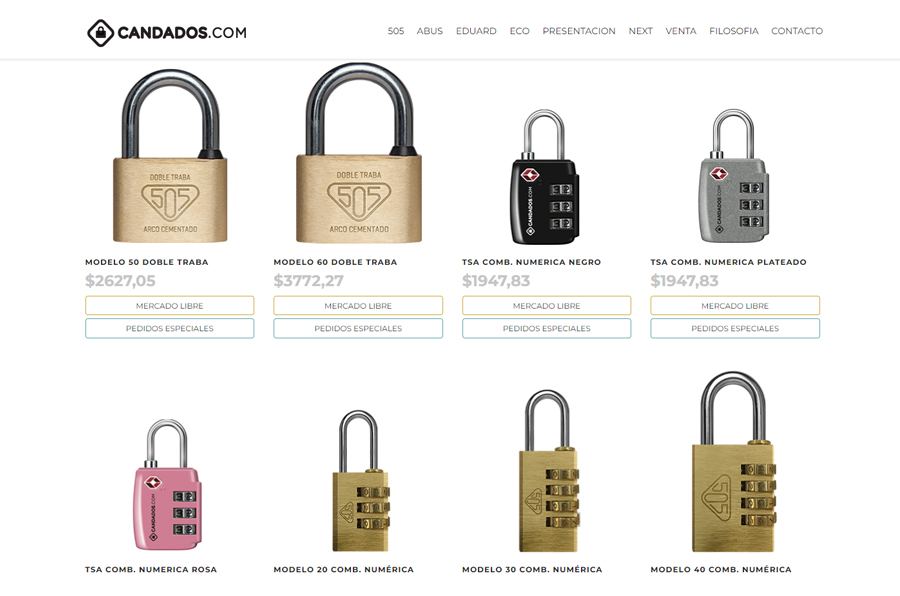 CANDADOS.COM
505 ABUS EDUARD ECO PRESENTACION NEXT VENTA FILOSOFIA CONTACTO
DOBLE TRABA
505
ARCO CEMENTADO
DOBLE TRABA
505
ARCO CEMENTADO
CANDADOS.COM
CANDADOS.COM
MODELO 50 DOBLE TRABA
$2627,05
MERCADO LIBRE
PEDIDOS ESPECIALES
MODELO 60 DOBLE TRABA
$3772,27
MERCADO LIBRE
PEDIDOS ESPECIALES
TSA COMB. NUMERICA NEGRO
$1947,83
MERCADO LIBRE
PEDIDOS ESPECIALES
TSA COMB. NUMERICA PLATEADO
$1947,83
MERCADO LIBRE
PEDIDOS ESPECIALES
CANDADOS.COM
505
505
505
TSA COMB. NUMERICA ROSA
MODELO 20 COMB. NUMÉRICA
MODELO 30 COMB. NUMÉRICA
MODELO 40 COMB. NUMÉRICA